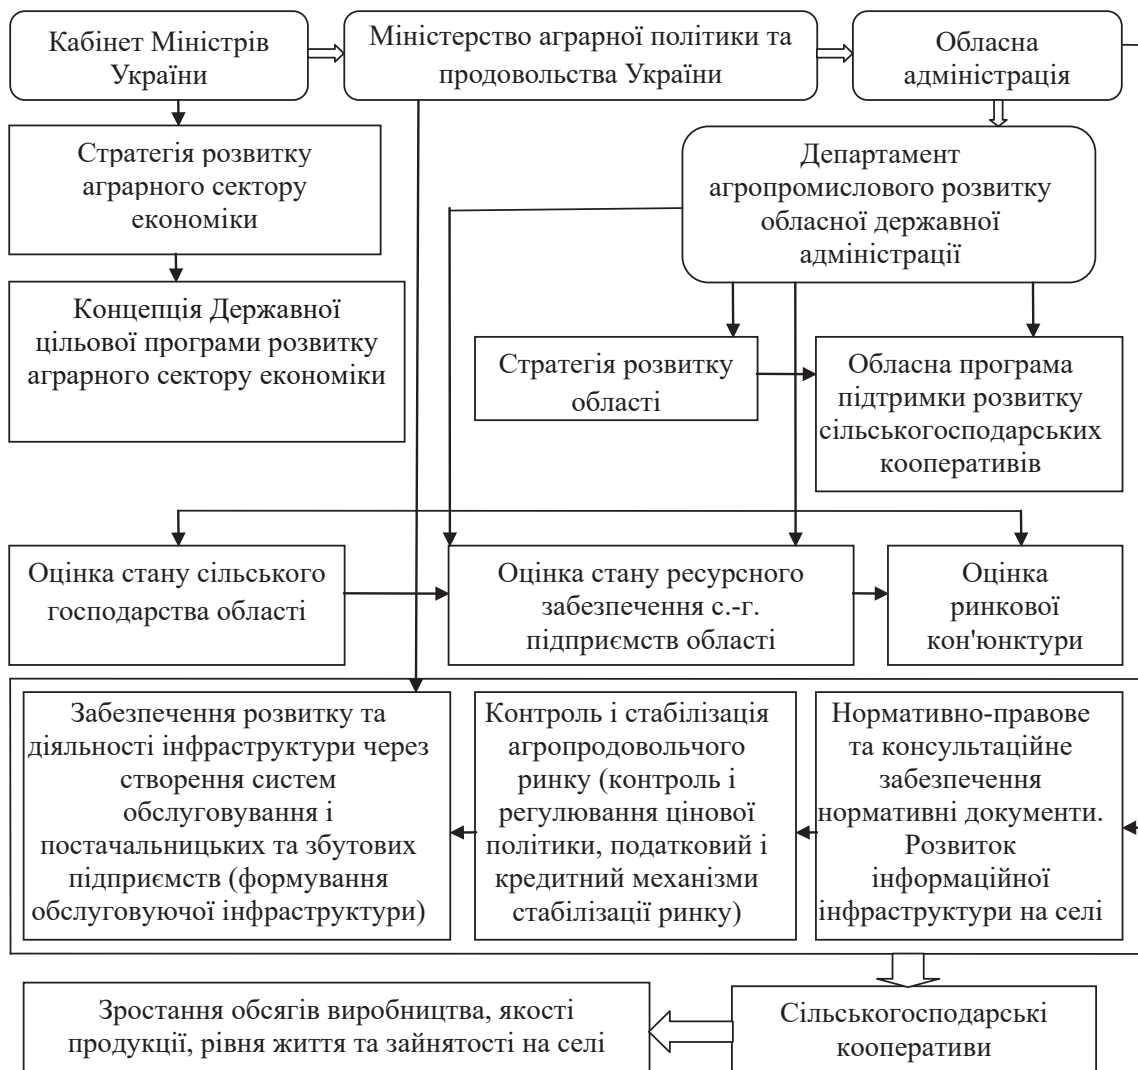 Кабінет Міністрів
України
Міністерство аграрної політики та
продовольства України
Обласна
адміністрація
Стратегія розвитку
аграрного сектору
економіки
Департамент
агропромислового розвитку
обласної державної
адміністрації
Концепція Державної
цільової програми розвитку
аграрного сектору економіки
Стратегія розвитку
області
Обласна програма
підтримки розвитку
сільськогосподарських
кооперативів
Оцінка стану сільського
господарства області
Оцінка стану ресурсного
забезпечення с.-г.
підприємств області
Оцінка
ринкової
кон'юнктури
Забезпечення розвитку та
діяльності інфраструктури через
створення систем
обслуговування і
постачальницьких та збутових
підприємств (формування
обслуговуючої інфраструктури)
Контроль і стабілізація
агропродовольчого
ринку (контроль і
регулювання цінової
політики, податковий і
кредитний механізми
стабілізації ринку)
Нормативно-правове
та консультаційне
забезпечення
нормативні документи.
Розвиток
інформаційної
інфраструктури на селі
Зростання обсягів виробництва, якості
продукції, рівня життя та зайнятості на селі
Сільськогосподарські
кооперативи